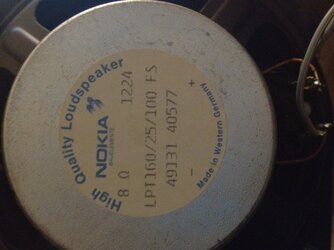 High Quality Loudspeaker
NOKIA
8 Ω 1224
LPT160/25/100 FS
49131 40577
+ -
Made in Western Germany